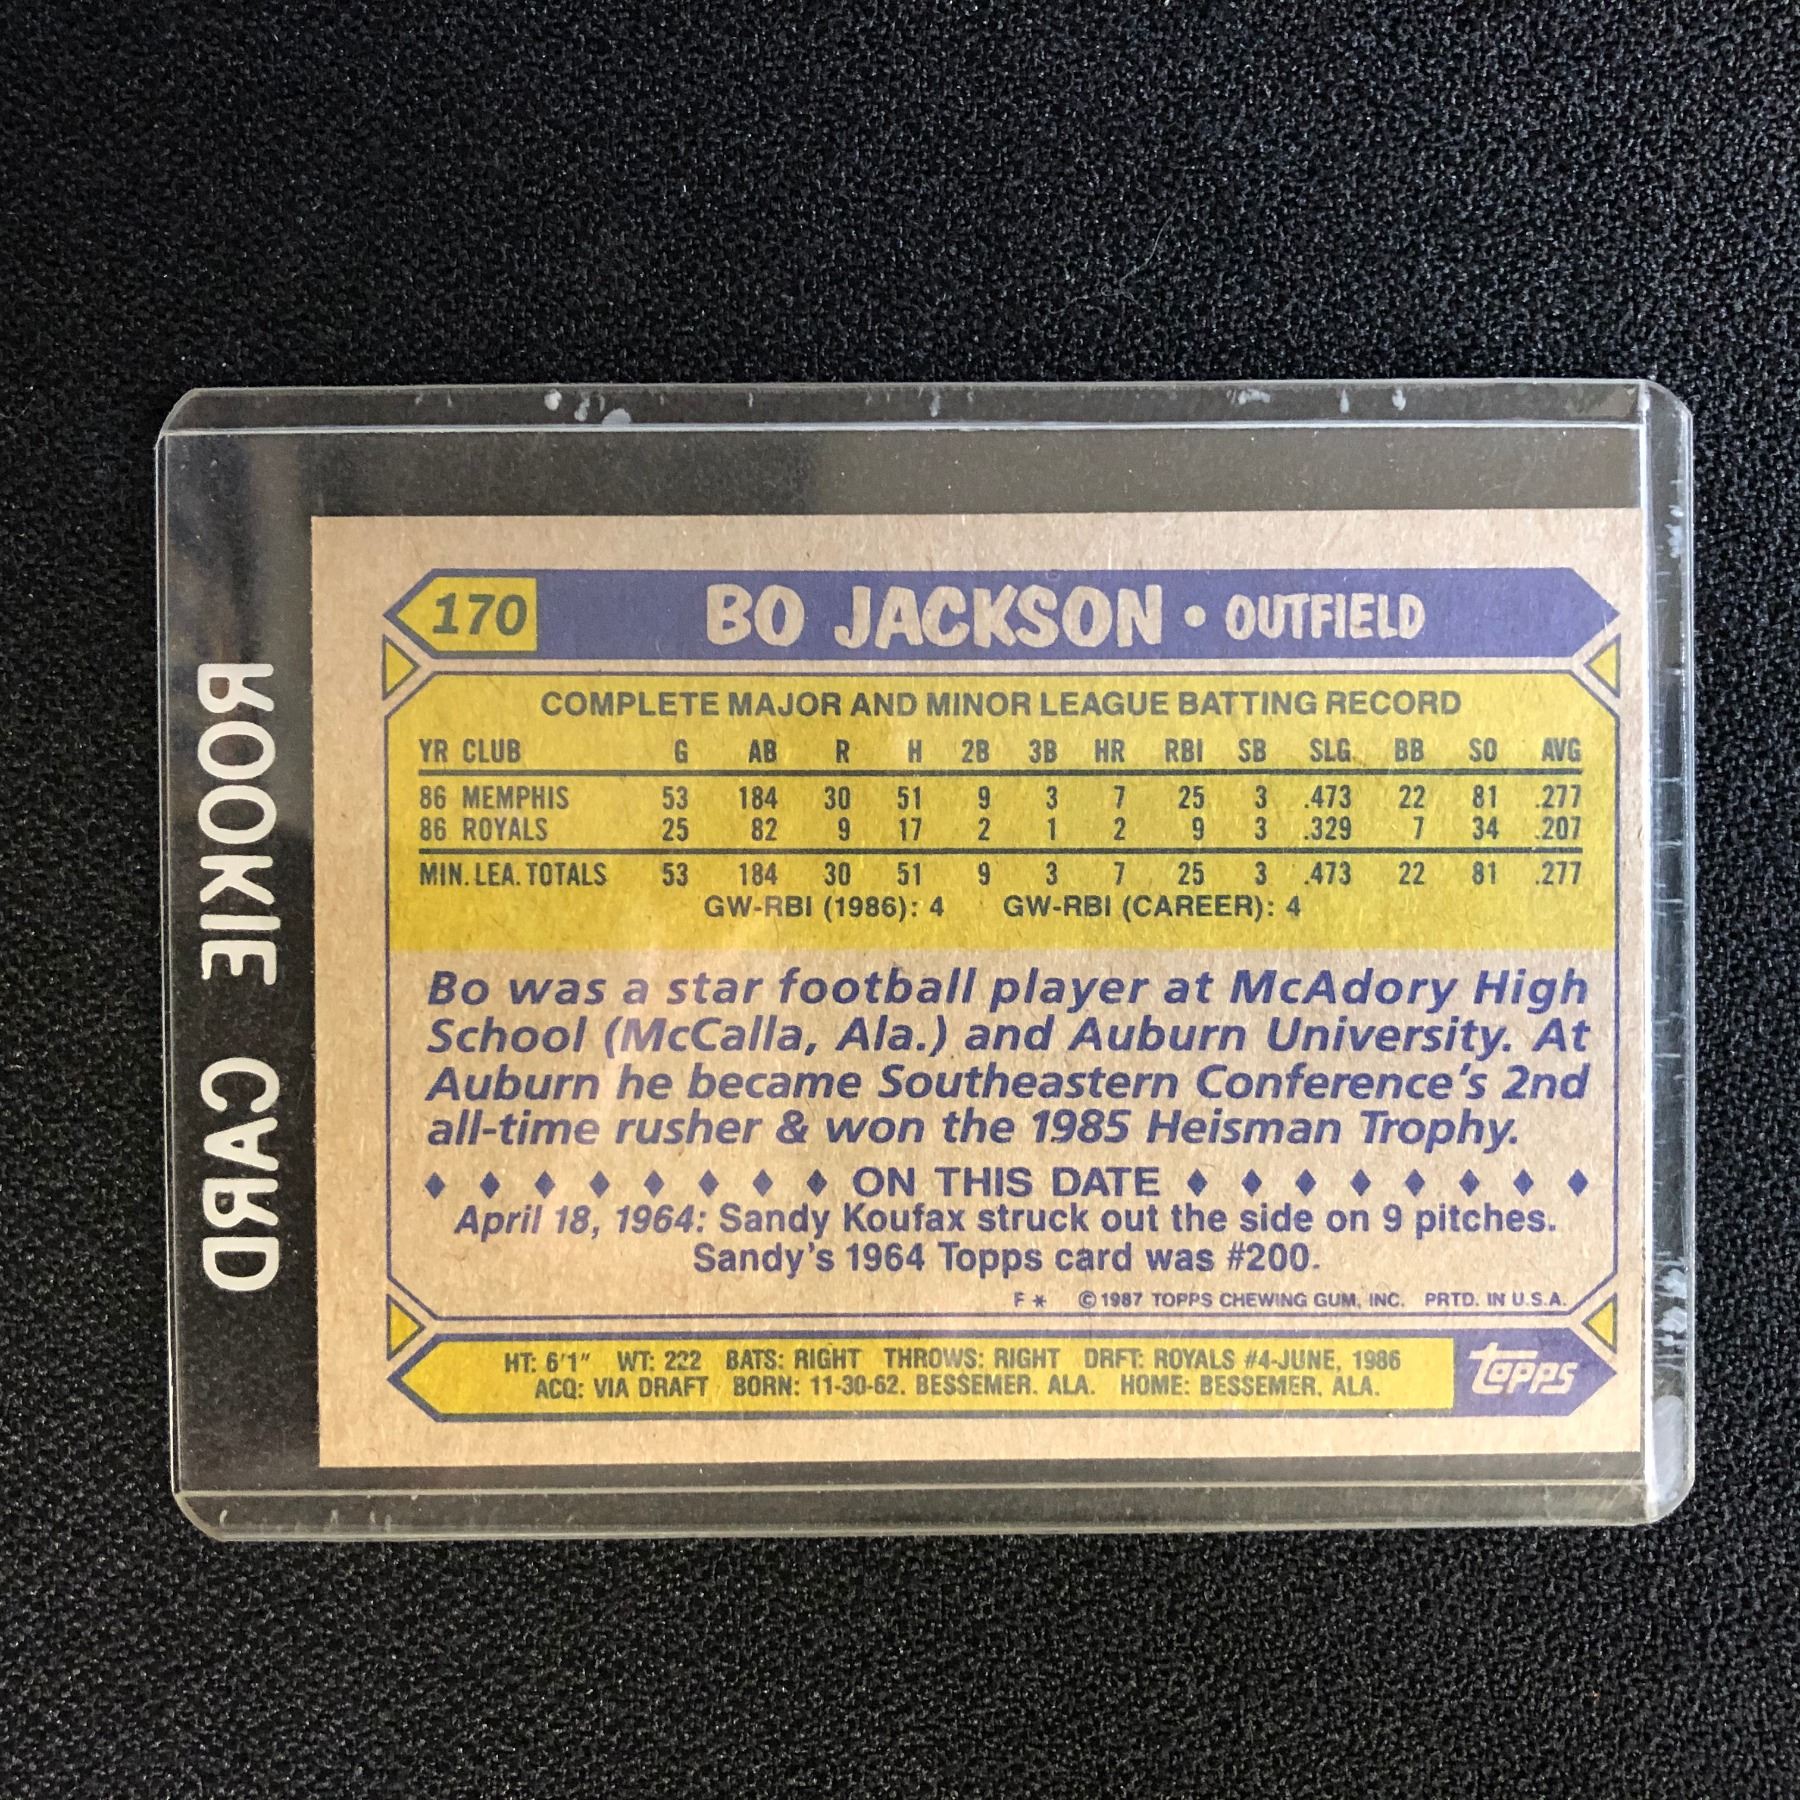 170 BO JACKSON • OUTFIELD
COMPLETE MAJOR AND MINOR LEAGUE BATTING RECORD
YR CLUB G AB R H 2B 3B HR RBI SB SLG BB SO AVG
86 MEMPHIS 53 184 30 51 9 3 7 25 3 .473 22 81 .277
86 ROYALS 25 82 9 17 2 1 2 9 3 .329 7 34 .207
MIN. LEA. TOTALS 53 184 30 51 9 3 7 25 3 .473 22 81 .277
GW-RBI (1986): 4 GW-RBI (CAREER): 4
Bo was a star football player at McAdory High
School (McCalla, Ala.) and Auburn University. At
Auburn he became Southeastern Conference's 2nd
all-time rusher & won the 1985 Heisman Trophy.
♦ ♦ ♦ ♦ ♦ ♦ ♦ ♦ ON THIS DATE ♦ ♦ ♦ ♦ ♦ ♦ ♦ ♦
April 18, 1964: Sandy Koufax struck out the side on 9 pitches.
Sandy's 1964 Topps card was #200.
F * © 1987 TOPPS CHEWING GUM, INC. PRTD. IN U.S.A.
HT: 6'1" WT: 222 BATS: RIGHT THROWS: RIGHT DRFT: ROYALS #4-JUNE, 1986
ACQ: VIA DRAFT BORN: 11-30-62, BESSEMER, ALA. HOME: BESSEMER, ALA.
topps
ROOKIE CARD